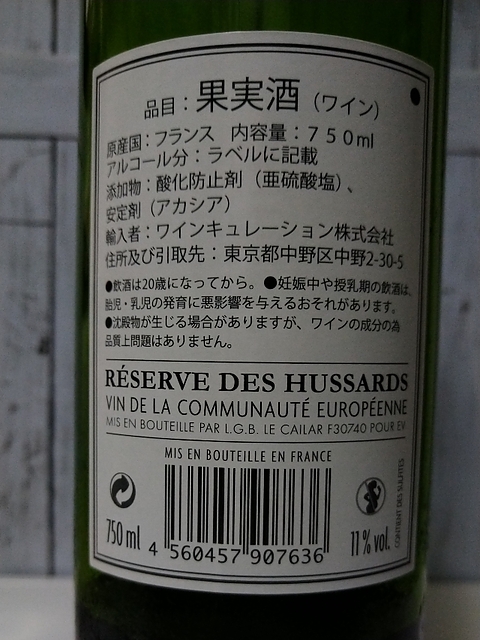 品目：果実酒（ワイン）
原産国：フランス 内容量：７５０ml
アルコール分：ラベルに記載
添加物：酸化防止剤（亜硫酸塩）、
安定剤（アカシア）
輸入者：ワインキュレーション株式会社
住所及び引取先：東京都中野区中野2-30-5
●飲酒は20歳になってから。●妊娠中や授乳期の飲酒は、
胎児・乳児の発育に悪影響を与えるおそれがあります。
●沈殿物が生じる場合がありますが、ワインの成分の為
品質上問題はありません。
RÉSERVE DES HUSSARDS
VIN DE LA COMMUNAUTÉ EUROPÉENNE
MIS EN BOUTEILLE PAR L.G.B. LE CAILAR F30740 POUR EV
MIS EN BOUTEILLE EN FRANCE
750 ml
4 560457 907636
11% vol.
CONTIENT DES SULFITES